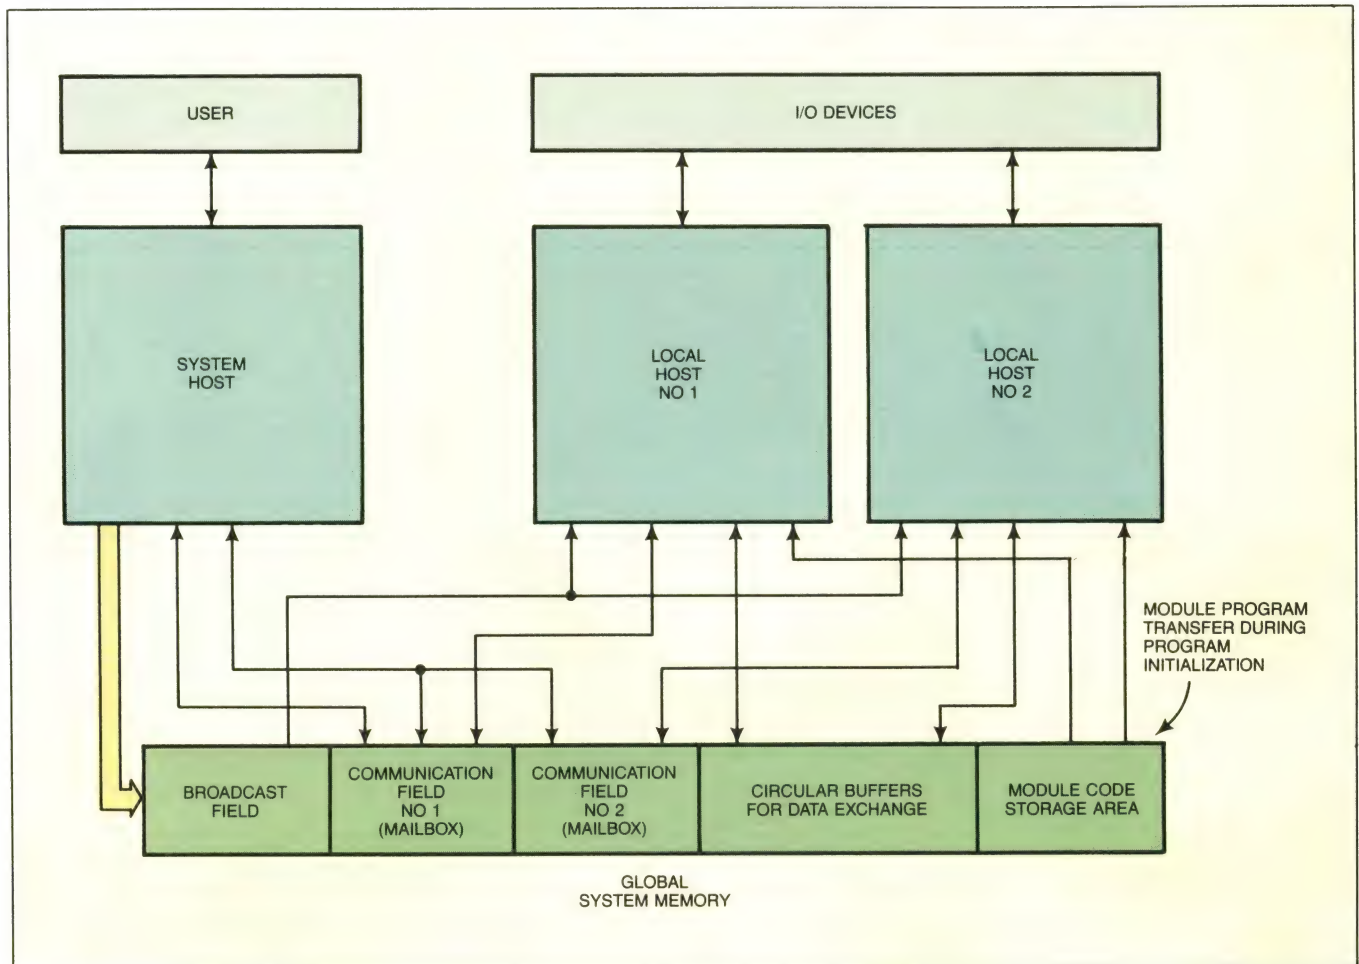 USER
I/O DEVICES
SYSTEM
HOST
LOCAL
HOST
NO 1
LOCAL
HOST
NO 2
MODULE PROGRAM
TRANSFER DURING
PROGRAM
INITIALIZATION
BROADCAST
FIELD
COMMUNICATION
FIELD
NO 1
(MAILBOX)
COMMUNICATION
FIELD
NO 2
(MAILBOX)
CIRCULAR BUFFERS
FOR DATA EXCHANGE
MODULE CODE
STORAGE AREA
GLOBAL
SYSTEM MEMORY